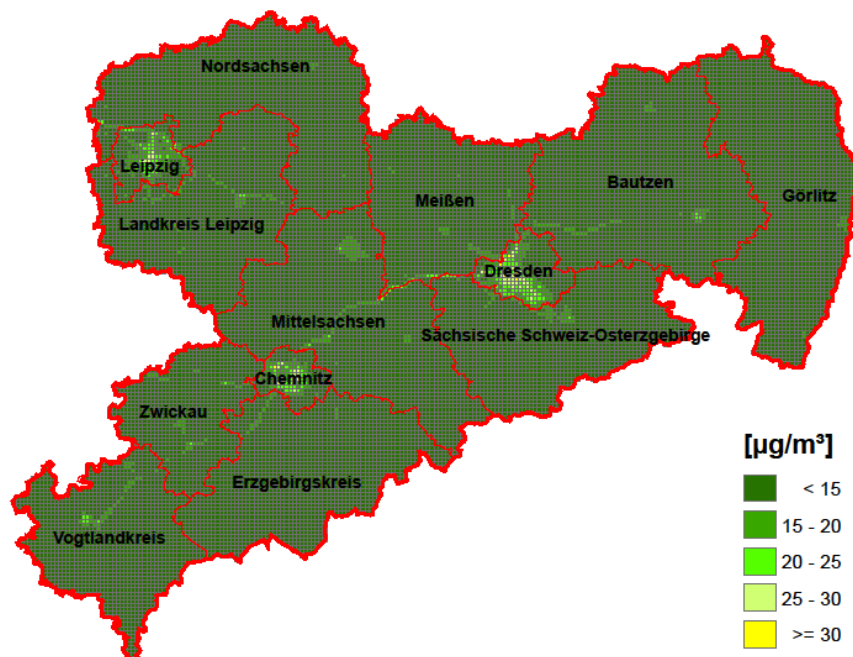 Nordsachsen
Leipzig
Bautzen
Görlitz
Meißen
Landkreis Leipzig
Dresden
Mittelsachsen
Sächsische Schweiz-Osterzgebirge
Chemnitz
Zwickau
Erzgebirgskreis
Vogtlandkreis
[µg/m³]
< 15
15 - 20
20 - 25
25 - 30
>= 30